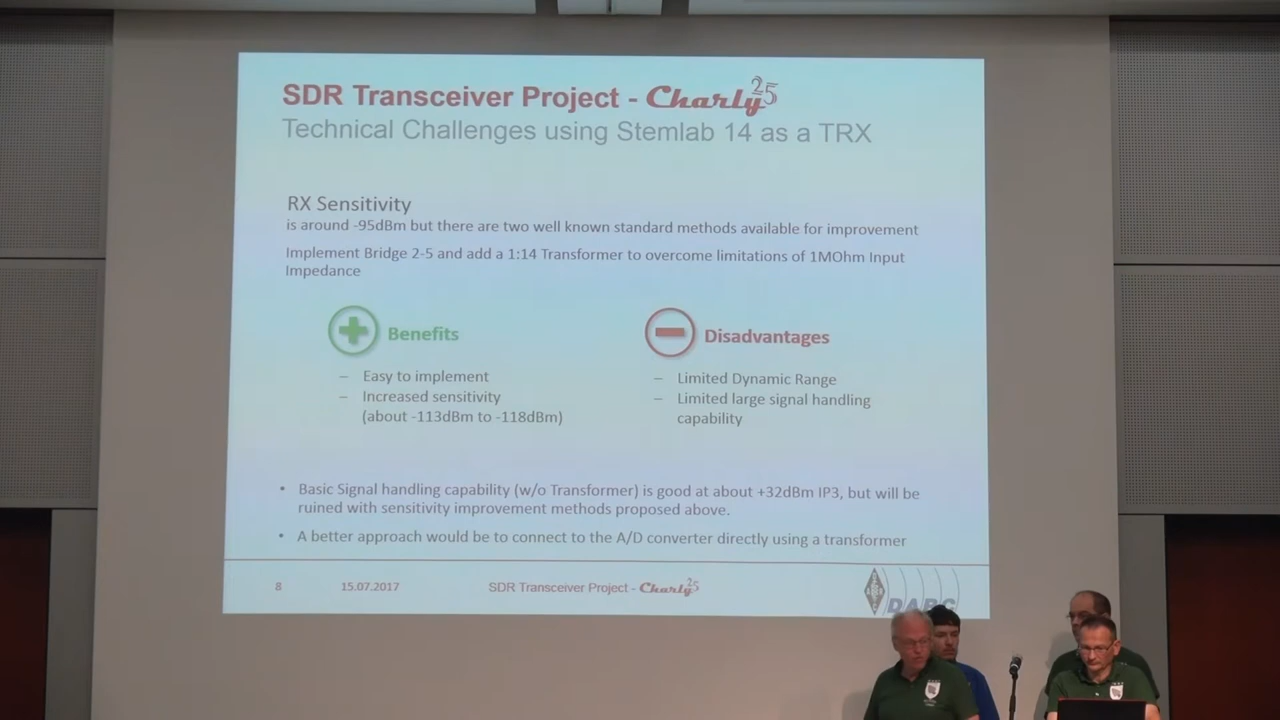 SDR Transceiver Project - Charly25
Technical Challenges using Stemlab 14 as a TRX
RX Sensitivity
is around -95dBm but there are two well known standard methods available for improvement
Implement Bridge 2-5 and add a 1:14 Transformer to overcome limitations of 1MOhm Input
Impedance
Benefits
– Easy to implement
– Increased sensitivity
(about -113dBm to -118dBm)
Disadvantages
– Limited Dynamic Range
– Limited large signal handling
capability
• Basic Signal handling capability (w/o Transformer) is good at about +32dBm IP3, but will be
ruined with sensitivity improvement methods proposed above.
• A better approach would be to connect to the A/D converter directly using a transformer
8 15.07.2017 SDR Transceiver Project - Charly25
DARC